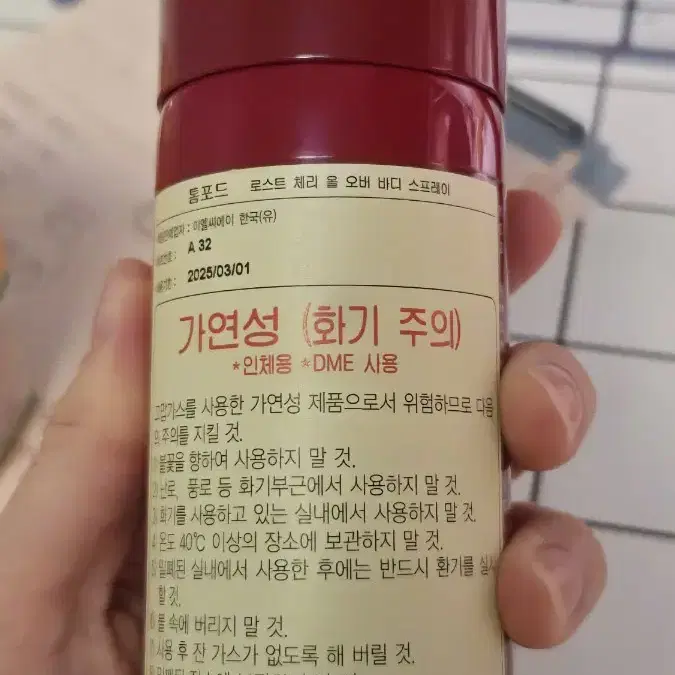 톰포드 로스트 체리 올 오버 바디 스프레이
: 이엘씨에이 한국(유)
: A 32
: 2025/03/01
가연성 (화기 주의)
*인체용 *DME 사용
고압가스를 사용한 가연성 제품으로서 위험하므로 다음
의 주의를 지킬 것.
불꽃을 향하여 사용하지 말 것.
난로, 풍로 등 화기부근에서 사용하지 말 것.
3) 화기를 사용하고 있는 실내에서 사용하지 말 것.
4) 온도 40℃ 이상의 장소에 보관하지 말 것.
5) 밀폐된 실내에서 사용한 후에는 반드시 환기를 실시
할 것.
불 속에 버리지 말 것.
사용 후 잔 가스가 없도록 해 버릴 것.